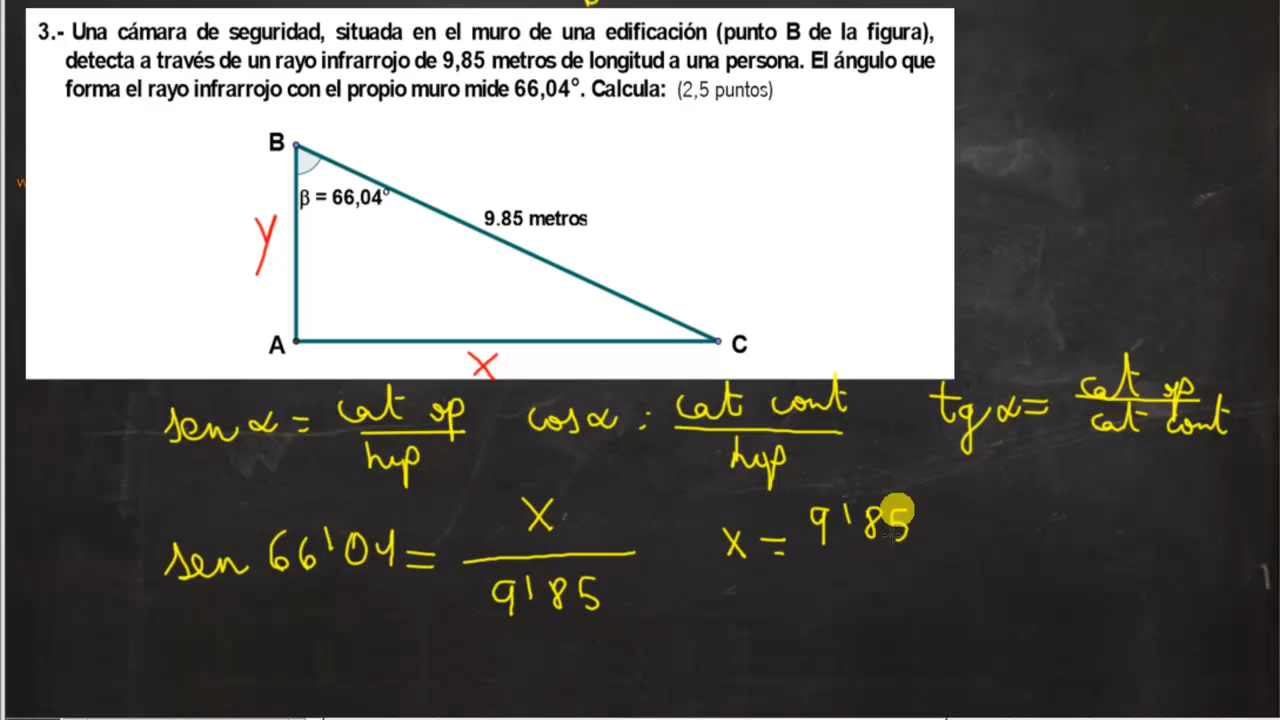 3.- Una cámara de seguridad, situada en el muro de una edificación (punto B de la figura),
detecta a través de un rayo infrarrojo de 9,85 metros de longitud a una persona. El ángulo que
forma el rayo infrarrojo con el propio muro mide 66,04°. Calcula: (2,5 puntos)
B
β = 66,04°
9.85 metros
y
A
C
x
sen α = cat op / hip
cos α : cat cont / hyp
tg α = cat op / cat cont
sen 66'04 = x / 9'85
x = 9'85